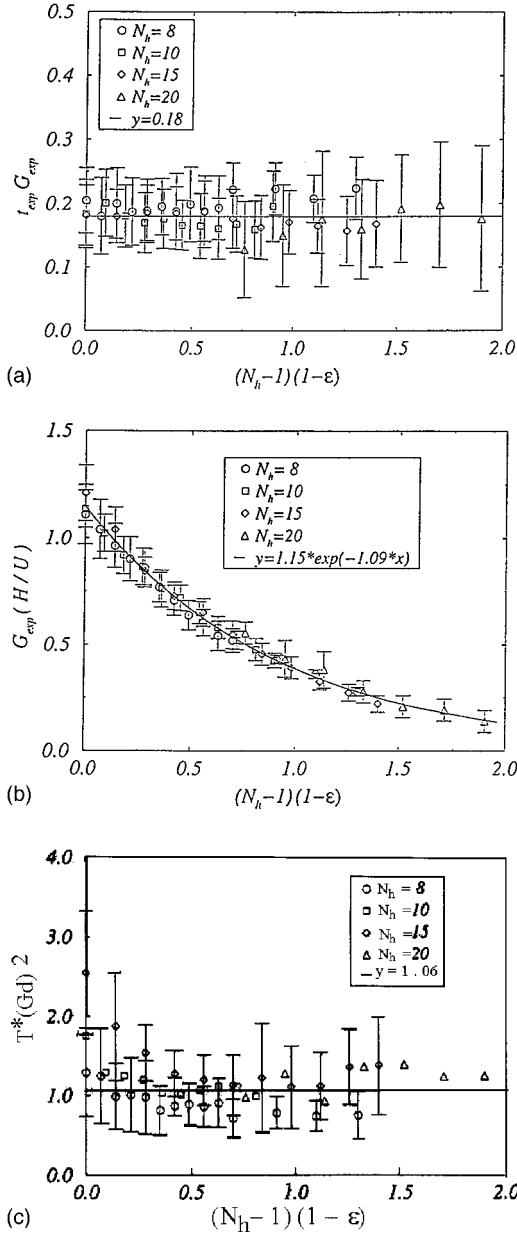 0.5
0.4
0.3
0.2
0.1
0.0
t_exp G_exp
N_h = 8
N_h=10
N_h=15
N_h=20
y=0.18
0.0 0.5 1.0 1.5 2.0
(N_h−1)(1−ε)
(a)
1.5
1.0
0.5
0.0
G_exp (H/U)
N_h= 8
N_h= 10
N_h= 15
N_h= 20
y=1.15*exp(−1.09*x)
0.0 0.5 1.0 1.5 2.0
(N_h−1)(1−ε)
(b)
4.0
3.0
2.0
1.0
0.0
T*(Gd) 2
N_h = 8
N_h = 10
N_h =15
N_h =20
y = 1 . 06
0.0 0.5 1.0 1.5 2.0
(N_h− 1) (1 − ε)
(c)